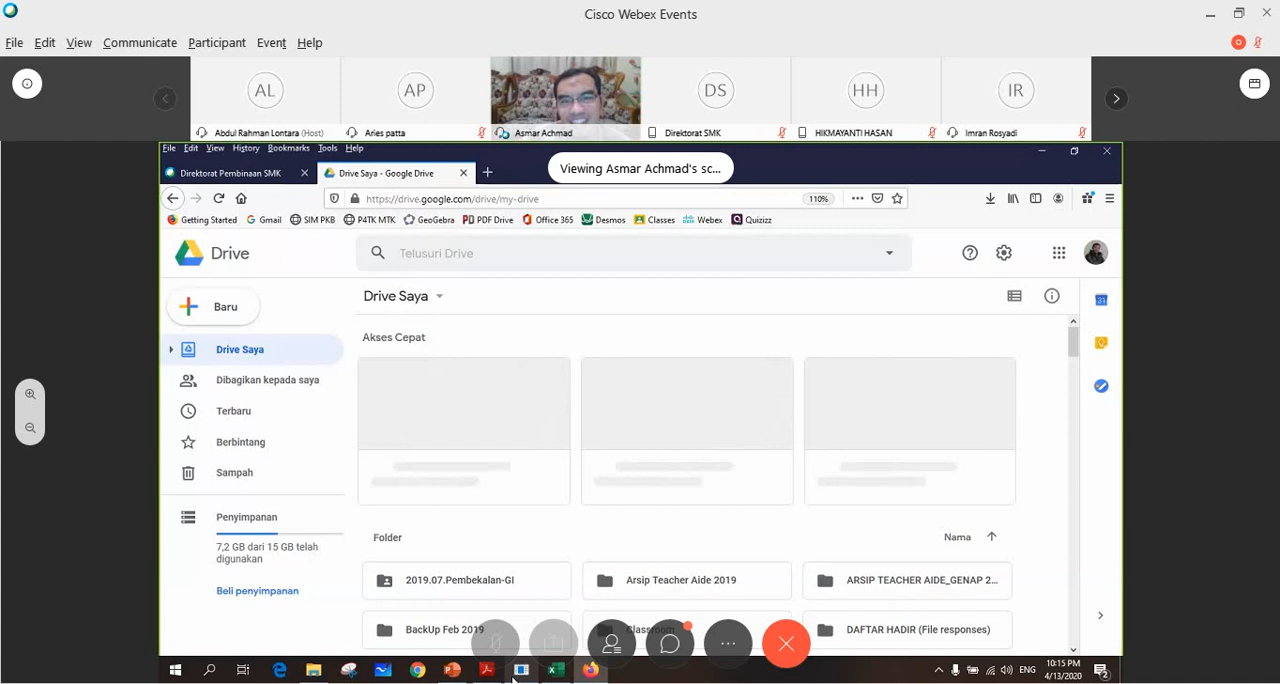 Cisco Webex Events
File Edit View Communicate Participant Event Help
AL AP DS HH IR
Abdul Rahman Lontara (Host) Aries patta Asmar Achmad Direktorat SMK HIKMAYANTI HASAN Imran Rosyadi
File Edit View History Bookmarks Tools Help
Viewing Asmar Achmad's sc...
Direktorat Pembinaan SMK Drive Saya - Google Drive
https://drive.google.com/drive/my-drive 110%
Getting Started Gmail SIM PKB P4TK MTK GeoGebra PDF Drive Office 365 Desmos Classes Webex Quizizz
Drive Telusuri Drive
Baru
Drive Saya
Akses Cepat
Drive Saya
Dibagikan kepada saya
Terbaru
Berbintang
Sampah
Penyimpanan
7,2 GB dari 15 GB telah
digunakan
Beli penyimpanan
Folder Nama
2019.07.Pembekalan-GI Arsip Teacher Aide 2019 ARSIP TEACHER AIDE_GENAP 2...
BackUp Feb 2019 Classroom DAFTAR HADIR (File responses)
ENG
10:15 PM
4/13/2020
2
31